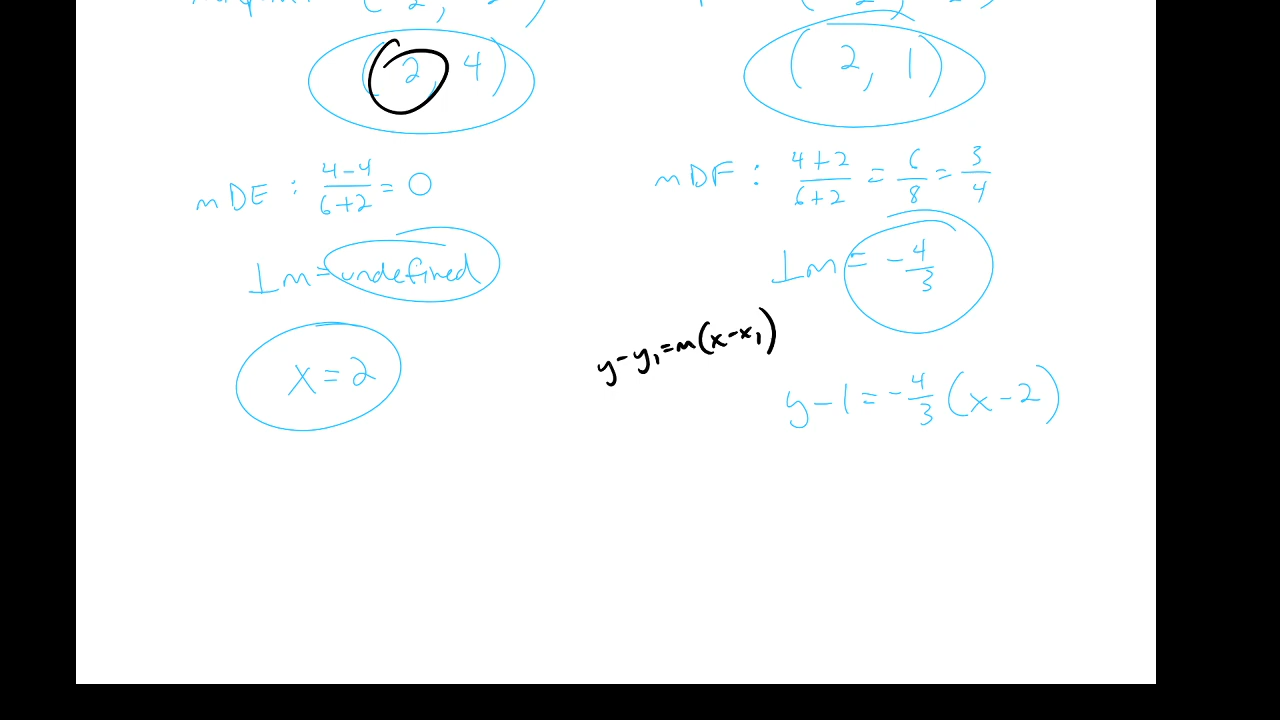 (2, 4)
mDE : 4-4/6+2 = 0
⊥m = undefined
x = 2
(2, 1)
mDF : 4+2/6+2 = 6/8 = 3/4
⊥m = -4/3
y-y₁=m(x-x₁)
y-1=-4/3(x-2)